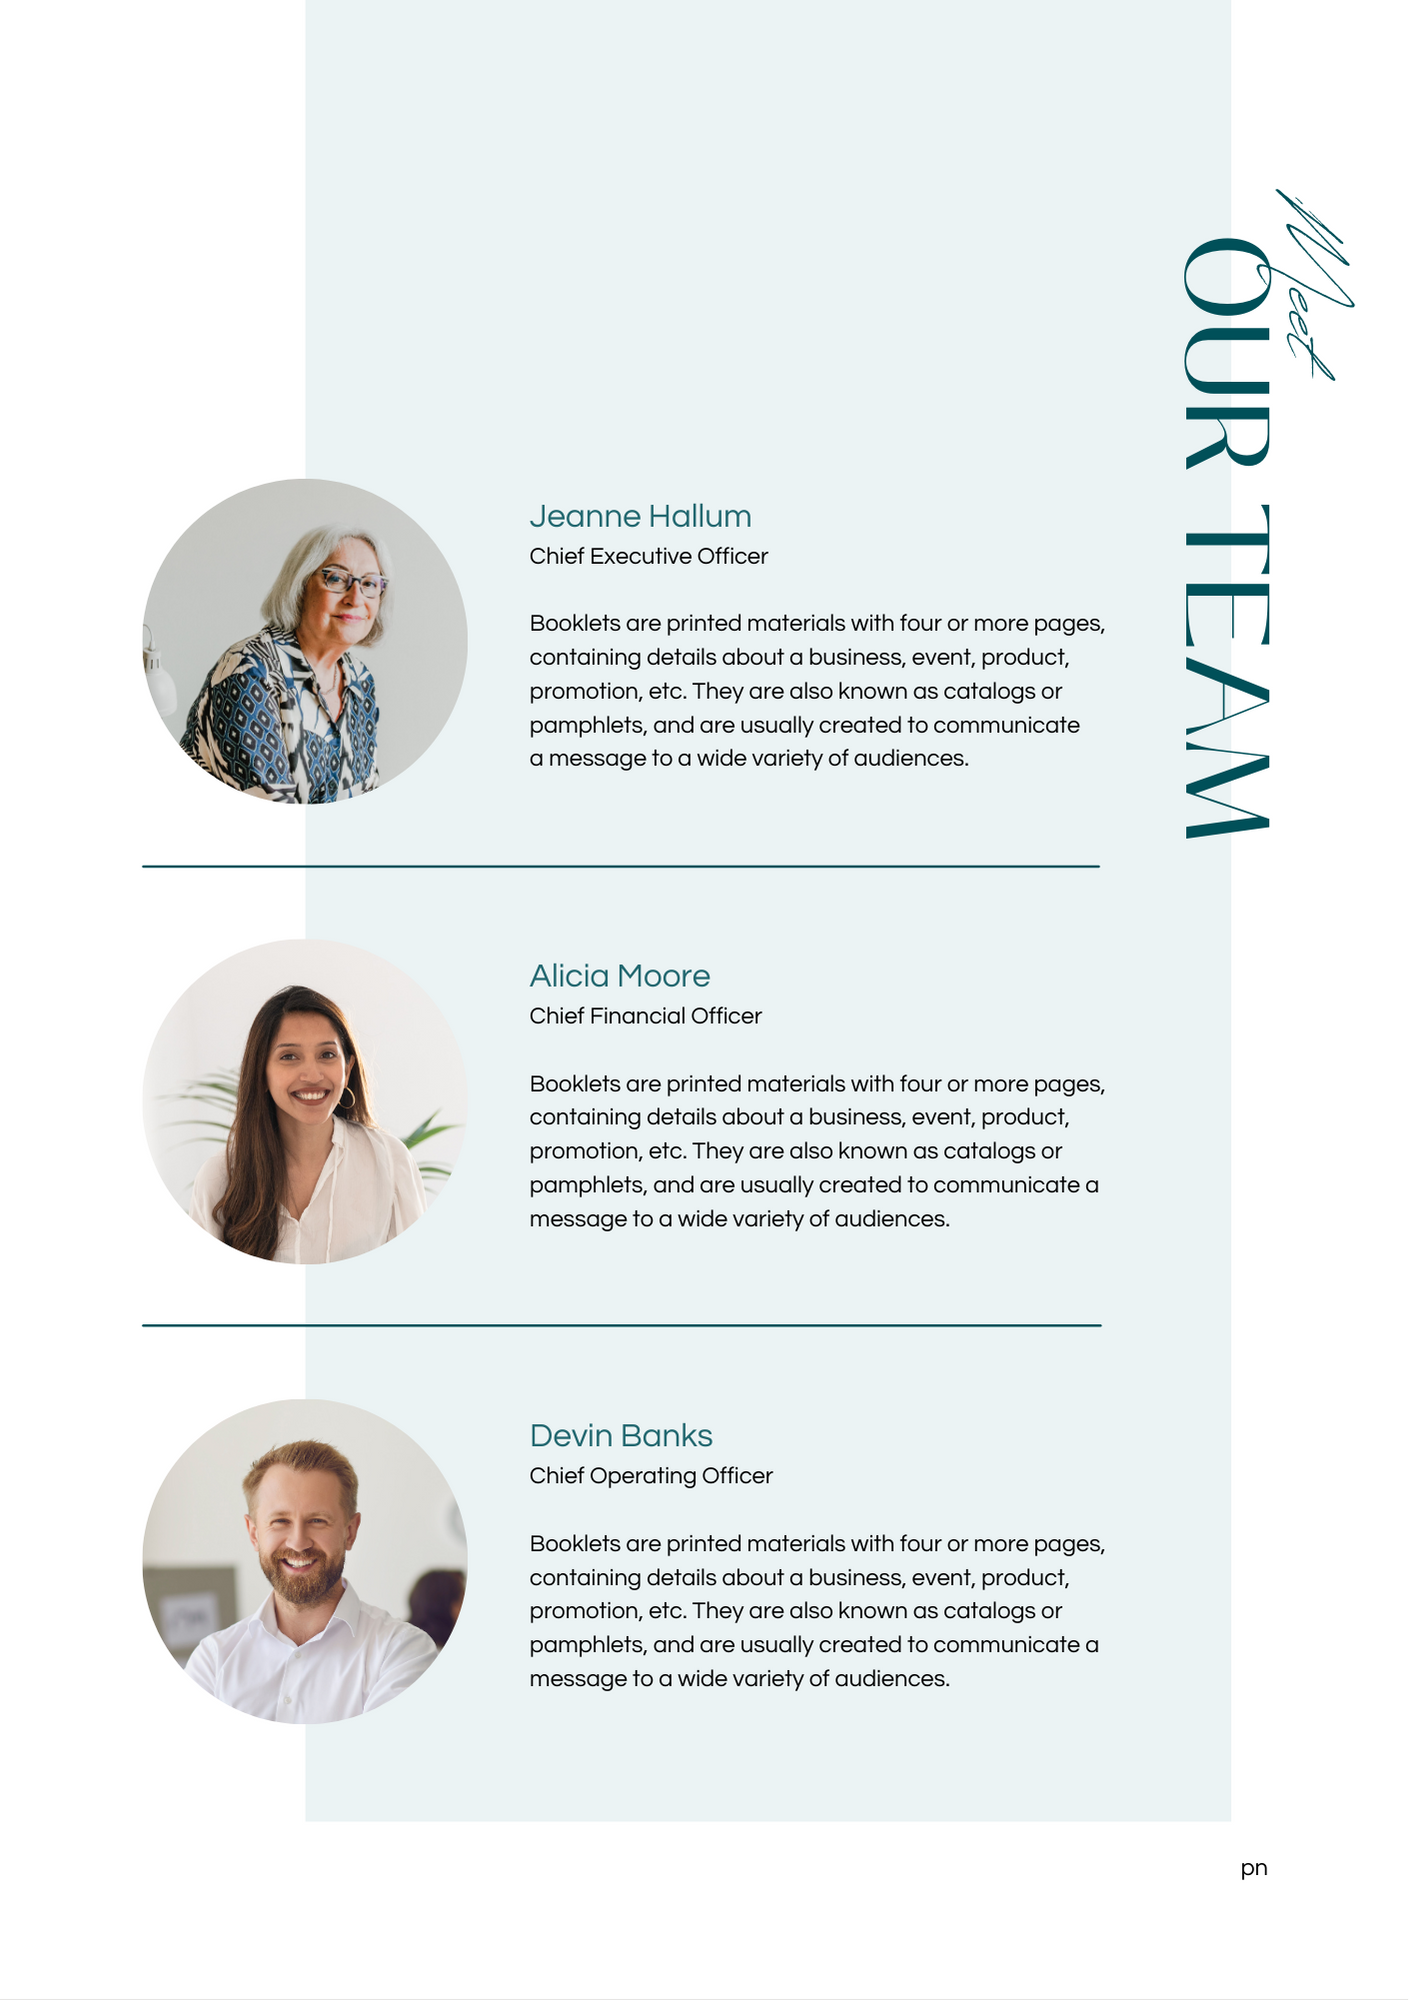 Meet
OUR TEAM
Jeanne Hallum
Chief Executive Officer
Booklets are printed materials with four or more pages,
containing details about a business, event, product,
promotion, etc. They are also known as catalogs or
pamphlets, and are usually created to communicate
a message to a wide variety of audiences.
Alicia Moore
Chief Financial Officer
Booklets are printed materials with four or more pages,
containing details about a business, event, product,
promotion, etc. They are also known as catalogs or
pamphlets, and are usually created to communicate a
message to a wide variety of audiences.
Devin Banks
Chief Operating Officer
Booklets are printed materials with four or more pages,
containing details about a business, event, product,
promotion, etc. They are also known as catalogs or
pamphlets, and are usually created to communicate a
message to a wide variety of audiences.
pn